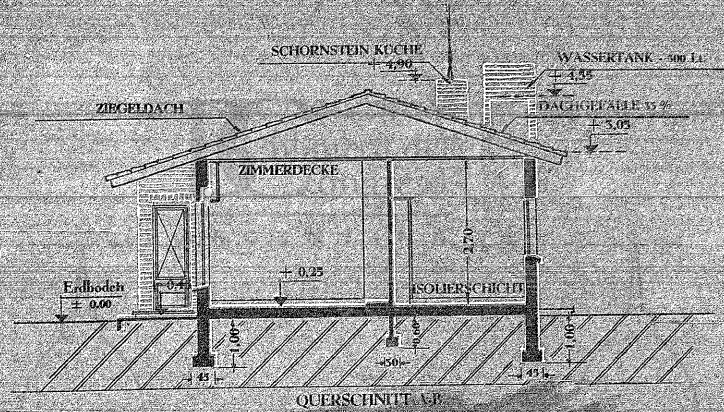 SCHORNSTEIN KÜCHE
+ 4,90
WASSERTANK - 500 Lt.
+ 4,55
ZIEGELDACH
DACHGEFÄLLE 35 %
+ 3,05
ZIMMERDECKE
2,70
+ 0,25
Erdboden
± 0.00
ISOLIERSCHICHT
1,00
0,60
1,00
45
50
45
QUERSCHNITT A-B